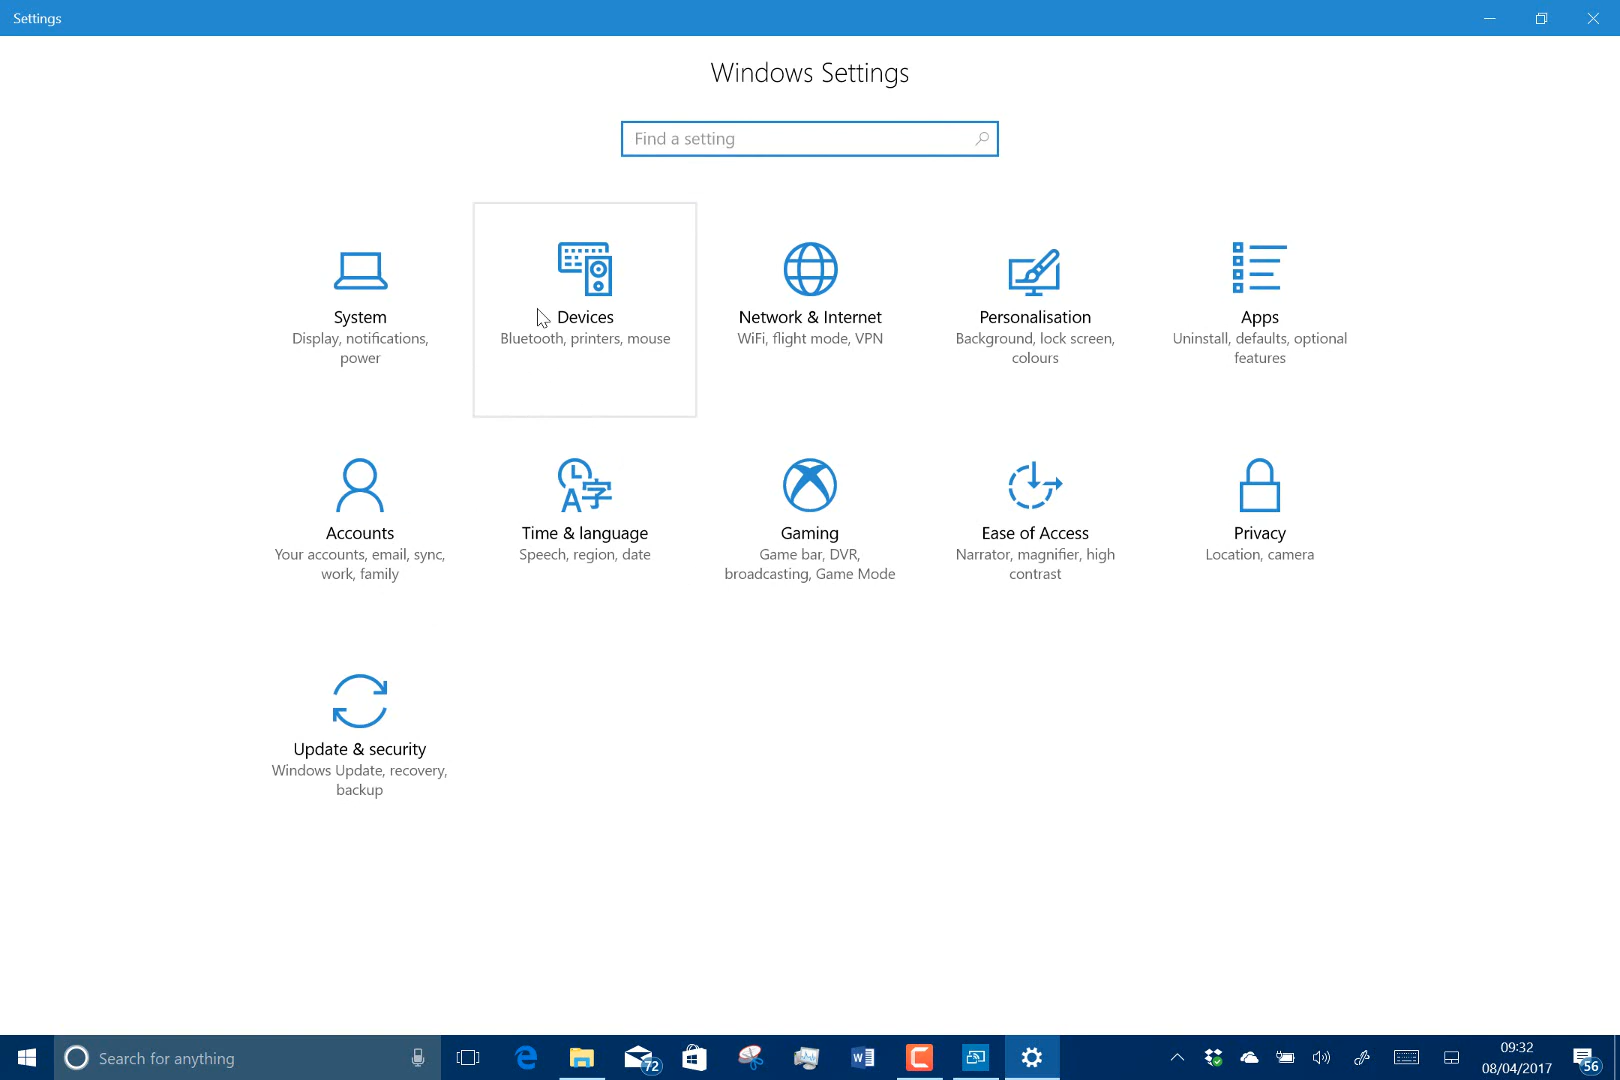 Settings
Windows Settings
Find a setting
System
Display, notifications,
power
Devices
Bluetooth, printers, mouse
Network & Internet
WiFi, flight mode, VPN
Personalisation
Background, lock screen,
colours
Apps
Uninstall, defaults, optional
features
Accounts
Your accounts, email, sync,
work, family
Time & language
Speech, region, date
Gaming
Game bar, DVR,
broadcasting, Game Mode
Ease of Access
Narrator, magnifier, high
contrast
Privacy
Location, camera
Update & security
Windows Update, recovery,
backup
Search for anything
72
09:32
08/04/2017
56